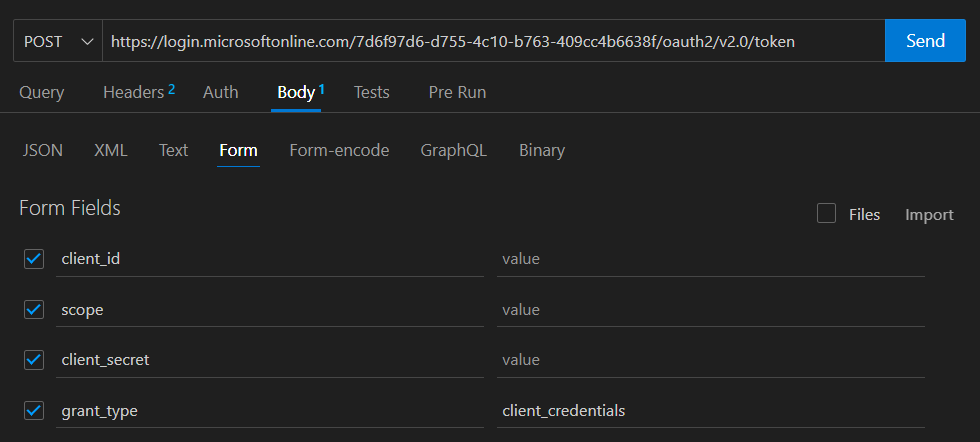 POST https://login.microsoftonline.com/7d6f97d6-d755-4c10-b763-409cc4b6638f/oauth2/v2.0/token Send
Query Headers 2 Auth Body 1 Tests Pre Run
JSON XML Text Form Form-encode GraphQL Binary
Form Fields Files Import
client_id value
scope value
client_secret value
grant_type client_credentials